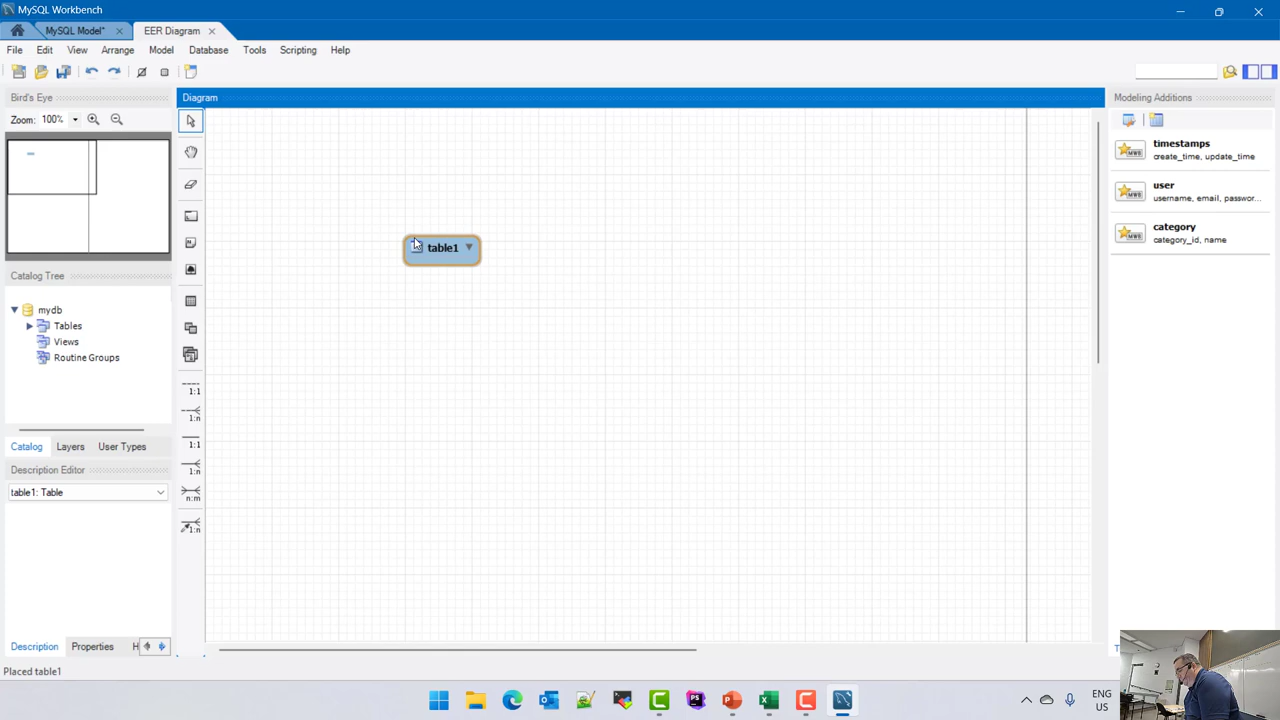 MySQL Workbench
MySQL Model*
EER Diagram
File Edit View Arrange Model Database Tools Scripting Help
Bird's Eye
Zoom: 100%
Diagram
Modeling Additions
timestamps
create_time, update_time
user
username, email, passwor...
category
category_id, name
table1
Catalog Tree
mydb
Tables
Views
Routine Groups
1:1
1:n
1:1
1:n
n:m
1:n
Catalog Layers User Types
Description Editor
table1: Table
Description Properties H
Placed table1
ENG
US